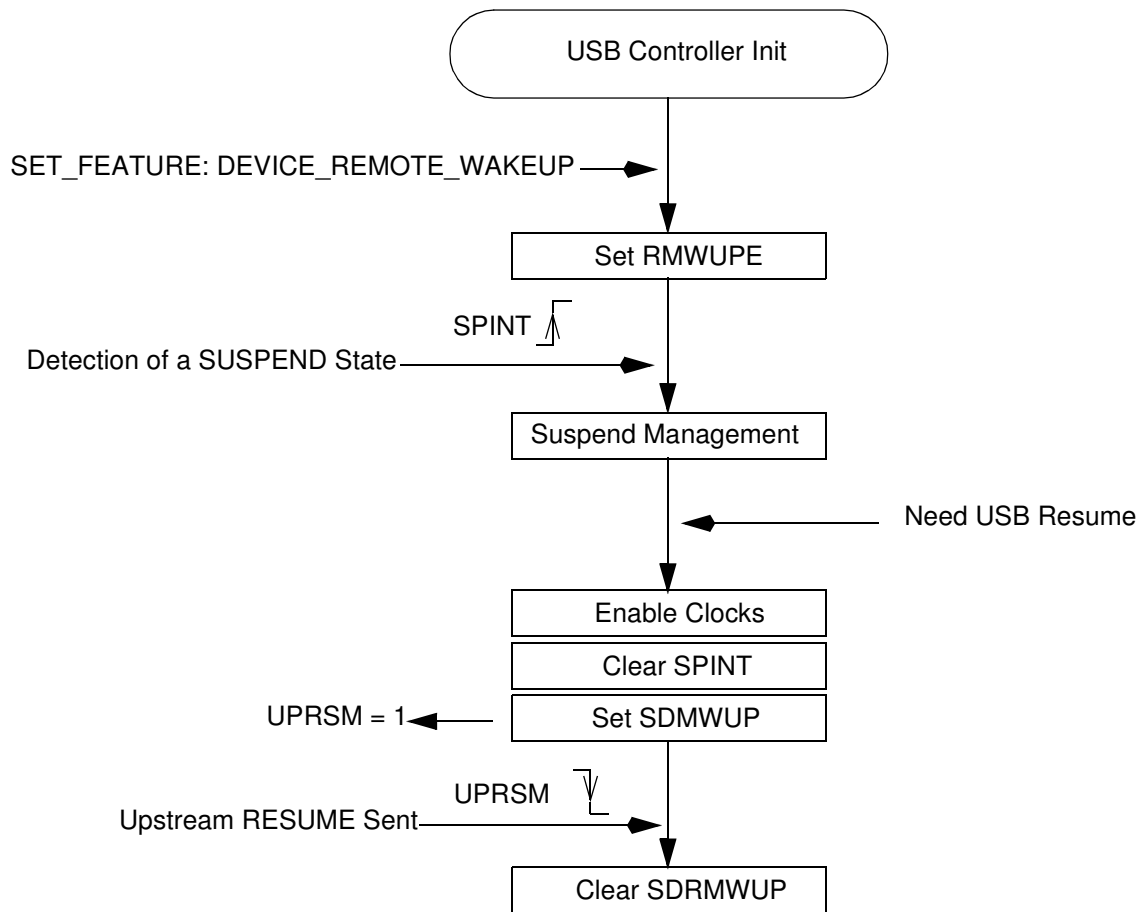 USB Controller Init
SET_FEATURE: DEVICE_REMOTE_WAKEUP
Set RMWUPE
SPINT
Detection of a SUSPEND State
Suspend Management
Need USB Resume
Enable Clocks
Clear SPINT
UPRSM = 1
Set SDMWUP
UPRSM
Upstream RESUME Sent
Clear SDRMWUP